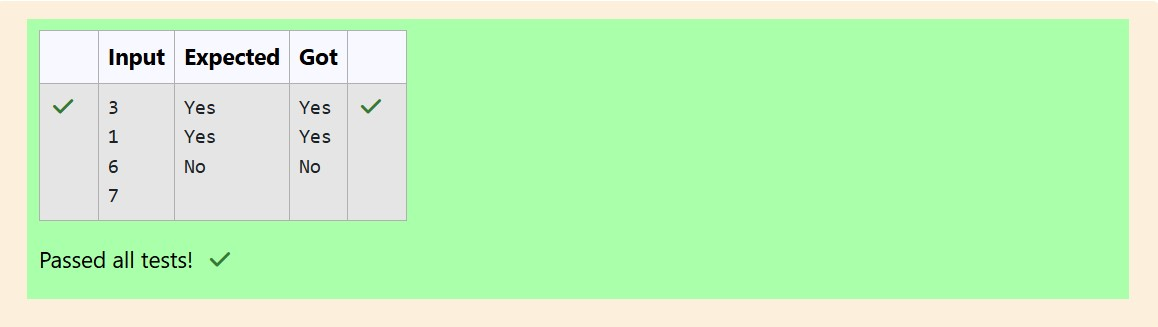 Input Expected Got
3 Yes Yes
1 Yes Yes
6 No No
7
Passed all tests!